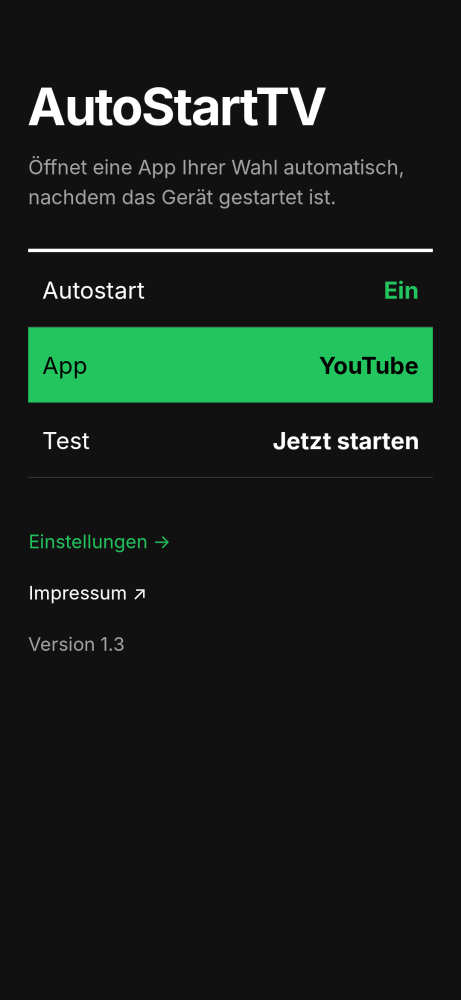 AutoStartTV
Öffnet eine App Ihrer Wahl automatisch,
nachdem das Gerät gestartet ist.
Autostart Ein
App YouTube
Test Jetzt starten
Einstellungen →
Impressum ↗
Version 1.3